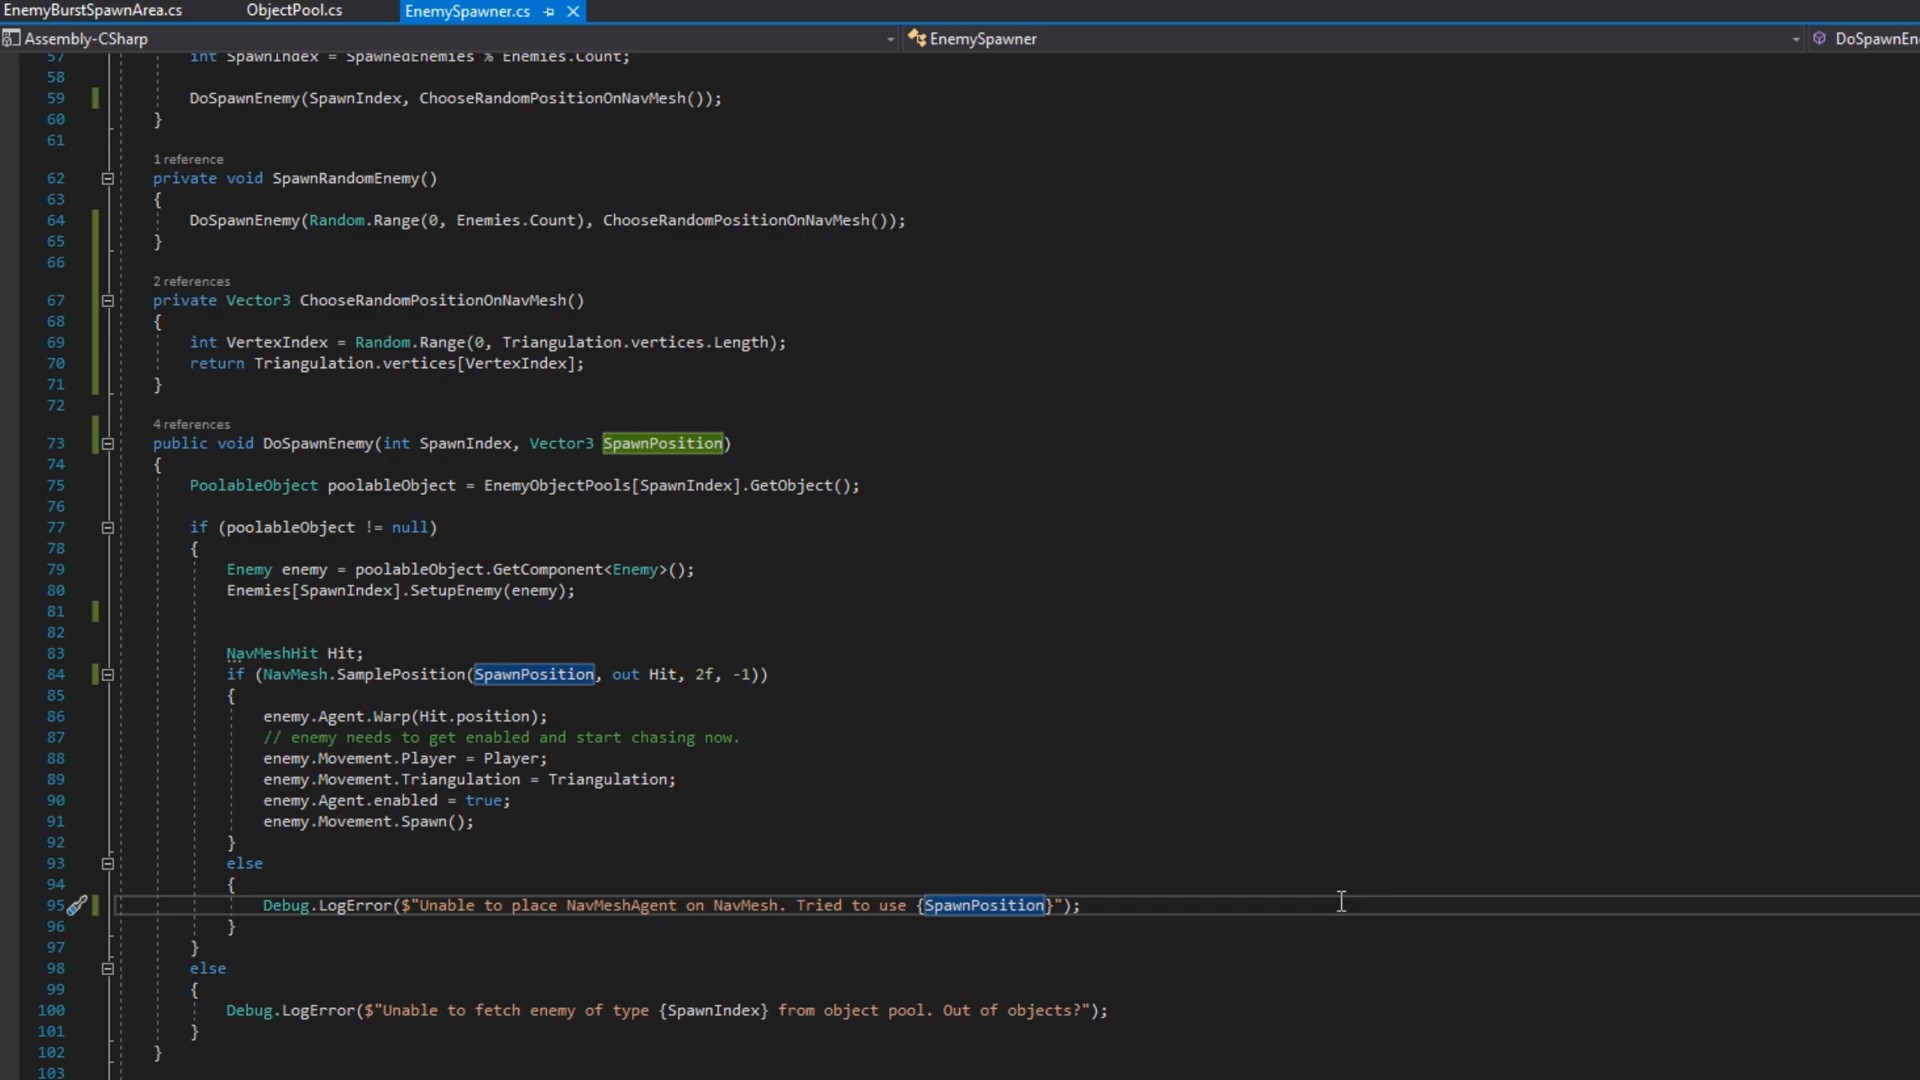 EnemyBurstSpawnArea.cs ObjectPool.cs EnemySpawner.cs
Assembly-CSharp EnemySpawner DoSpawnEn
57 int SpawnIndex = SpawnedEnemies % Enemies.Count;
58
59 DoSpawnEnemy(SpawnIndex, ChooseRandomPositionOnNavMesh());
60 }
61
1 reference
62 private void SpawnRandomEnemy()
63 {
64 DoSpawnEnemy(Random.Range(0, Enemies.Count), ChooseRandomPositionOnNavMesh());
65 }
66
2 references
67 private Vector3 ChooseRandomPositionOnNavMesh()
68 {
69 int VertexIndex = Random.Range(0, Triangulation.vertices.Length);
70 return Triangulation.vertices[VertexIndex];
71 }
72
4 references
73 public void DoSpawnEnemy(int SpawnIndex, Vector3 SpawnPosition)
74 {
75 PoolableObject poolableObject = EnemyObjectPools[SpawnIndex].GetObject();
76
77 if (poolableObject != null)
78 {
79 Enemy enemy = poolableObject.GetComponent<Enemy>();
80 Enemies[SpawnIndex].SetupEnemy(enemy);
81
82
83 NavMeshHit Hit;
84 if (NavMesh.SamplePosition(SpawnPosition, out Hit, 2f, -1))
85 {
86 enemy.Agent.Warp(Hit.position);
87 // enemy needs to get enabled and start chasing now.
88 enemy.Movement.Player = Player;
89 enemy.Movement.Triangulation = Triangulation;
90 enemy.Agent.enabled = true;
91 enemy.Movement.Spawn();
92 }
93 else
94 {
95 Debug.LogError($"Unable to place NavMeshAgent on NavMesh. Tried to use {SpawnPosition}");
96 }
97 }
98 else
99 {
100 Debug.LogError($"Unable to fetch enemy of type {SpawnIndex} from object pool. Out of objects?");
101 }
102 }
103